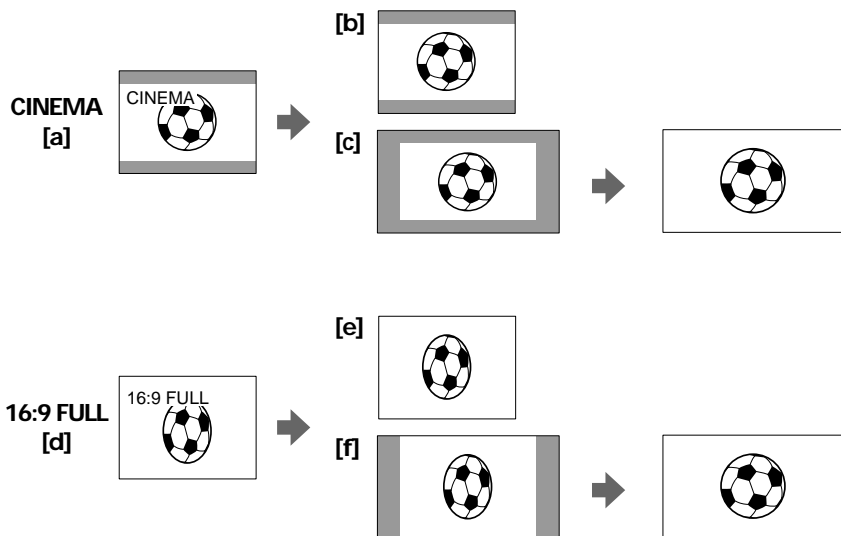 [b]
CINEMA
CINEMA
[a]
[c]
[e]
16:9 FULL
16:9 FULL
[d]
[f]